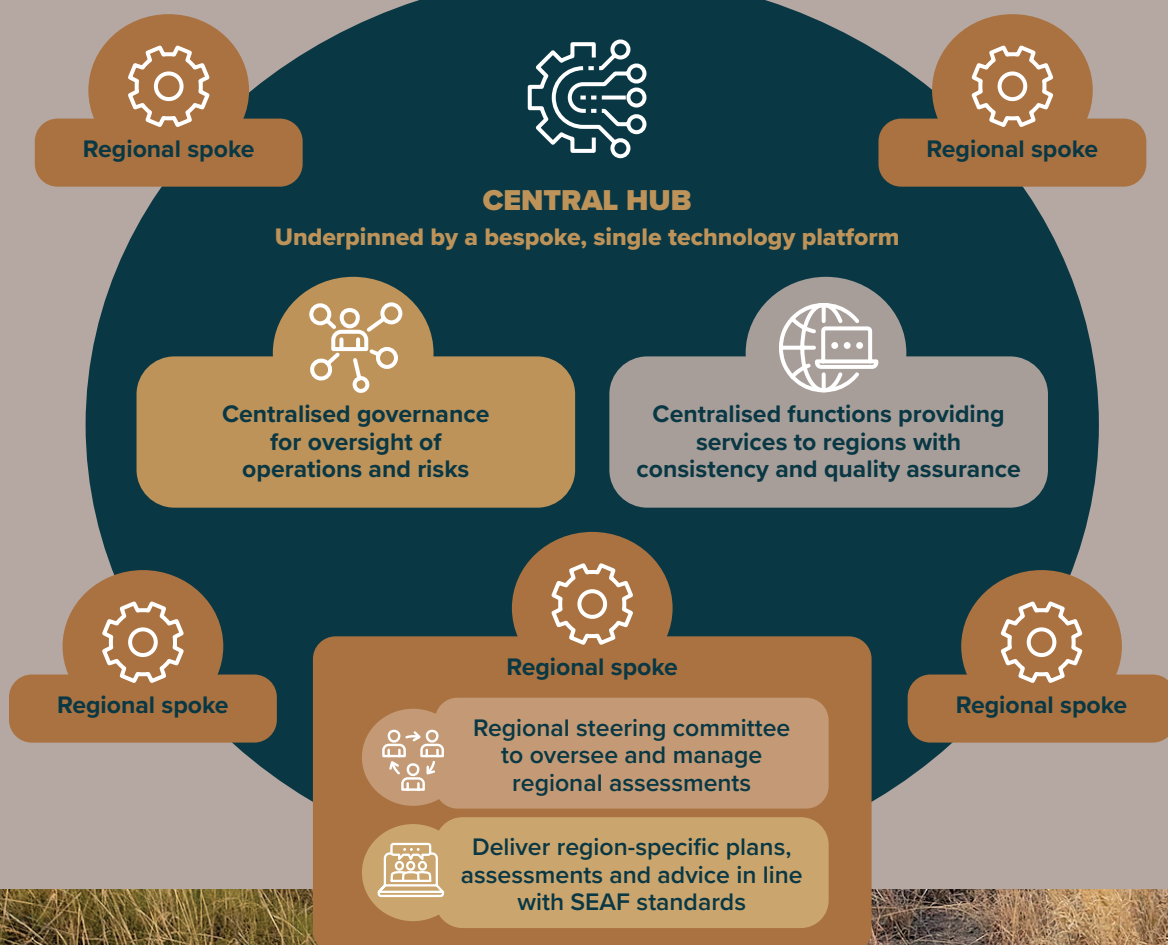 Regional spoke
Regional spoke
CENTRAL HUB
Underpinned by a bespoke, single technology platform
Centralised governance
for oversight of
operations and risks
Centralised functions providing
services to regions with
consistency and quality assurance
Regional spoke
Regional spoke
Regional spoke
Regional steering committee
to oversee and manage
regional assessments
Deliver region-specific plans,
assessments and advice in line
with SEAF standards